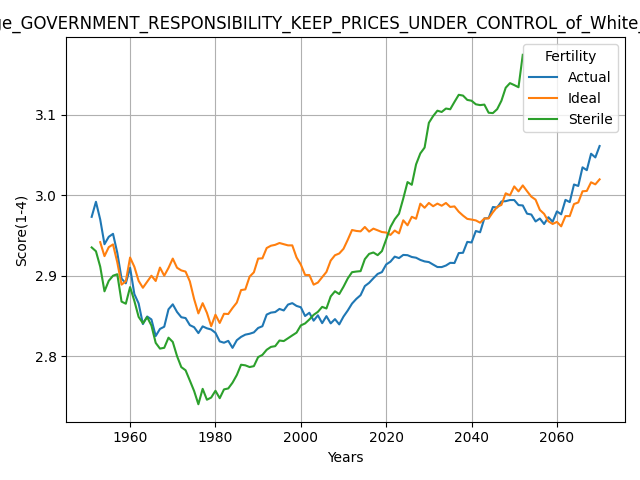 ge_GOVERNMENT_RESPONSIBILITY_KEEP_PRICES_UNDER_CONTROL_of_White_
Fertility
Actual
Ideal
Sterile
Score(1-4)
3.1
3.0
2.9
2.8
1960
1980
2000
2020
2040
2060
Years